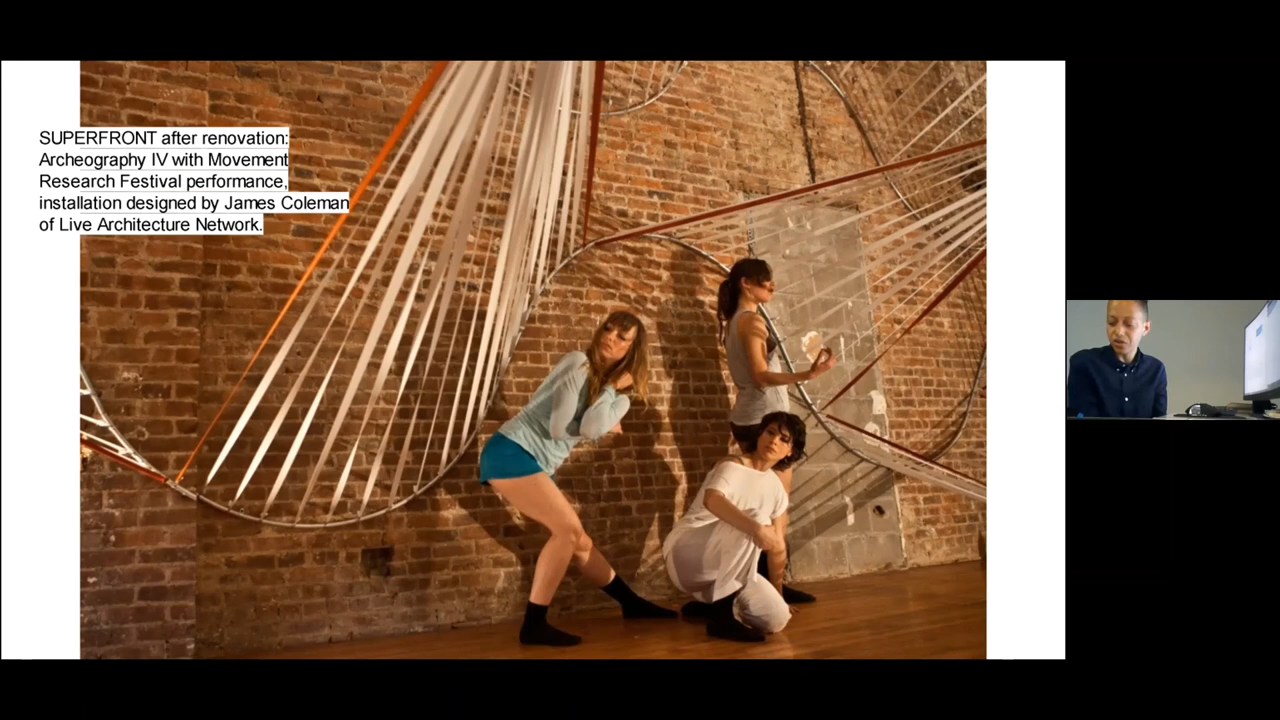 SUPERFRONT after renovation:
Archeography IV with Movement
Research Festival performance,
installation designed by James Coleman
of Live Architecture Network.